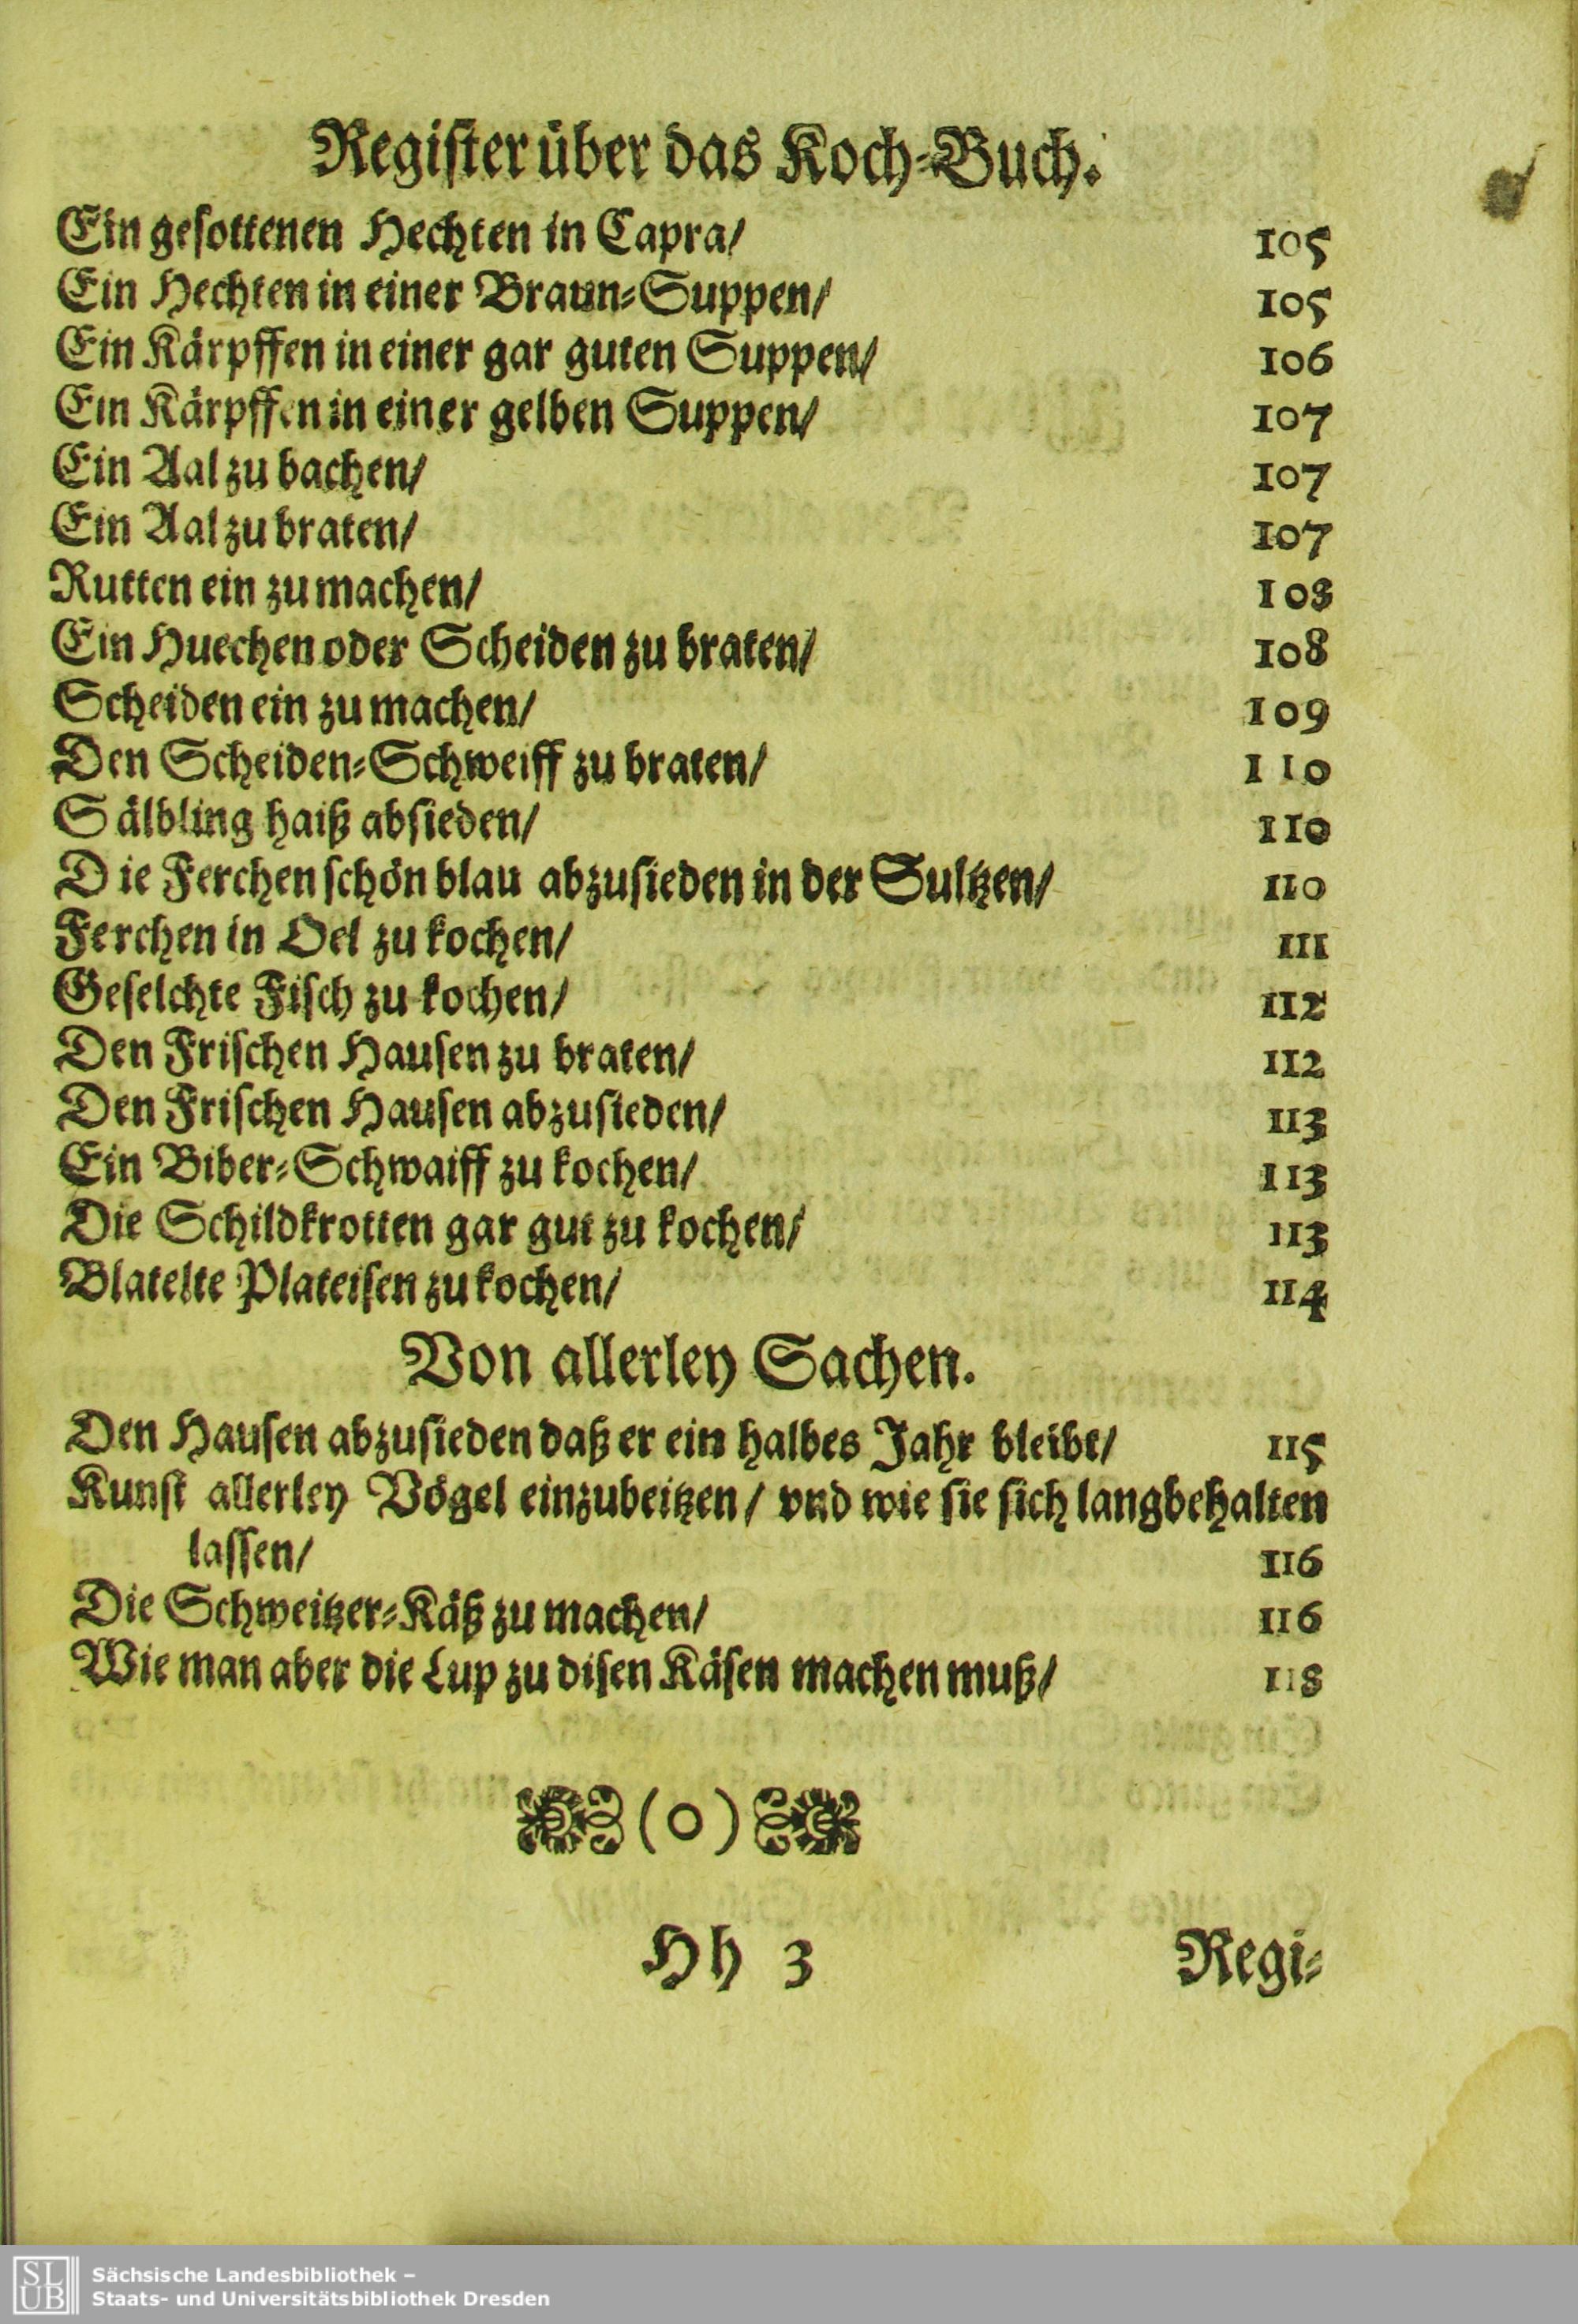 Register über das Koch-Buch.
Ein gesottenen Hechten in Capra/ 105
Ein Hechten in einer Braun-Suppen/ 105
Ein Kärpffen in einer gar guten Suppen/ 106
Ein Kärpffen in einer gelben Suppen/ 107
Ein Aal zu bachen/ 107
Ein Aal zu braten/ 107
Rutten ein zu machen/ 108
Ein Huechen oder Scheiden zu braten/ 108
Scheiden ein zu machen/ 109
Den Scheiden-Schweiff zu braten/ 110
Sälbling haiß absieden/ 110
Die Ferchen schön blau abzusieden in der Sultzen/ 110
Ferchen in Oel zu kochen/ 111
Geselchte Fisch zu kochen/ 112
Den Frischen Hausen zu braten/ 112
Den Frischen Hausen abzusieden/ 113
Ein Biber-Schwaiff zu kochen/ 113
Die Schildkrotten gar gut zu kochen/ 113
Blatelte Plateisen zu kochen/ 114
Von allerley Sachen.
Den Hausen abzusieden daß er ein halbes Jahr bleibt/ 115
Kunst allerley Vögel einzubeitzen/ vnd wie sie sich lang behalten
lassen/ 116
Die Schweitzer-Käß zu machen/ 116
Wie man aber die Lup zu disen Käsen machen muß/ 118
(O)
Hh 3 Regi-
SLUB Sächsische Landesbibliothek –
Staats- und Universitätsbibliothek Dresden